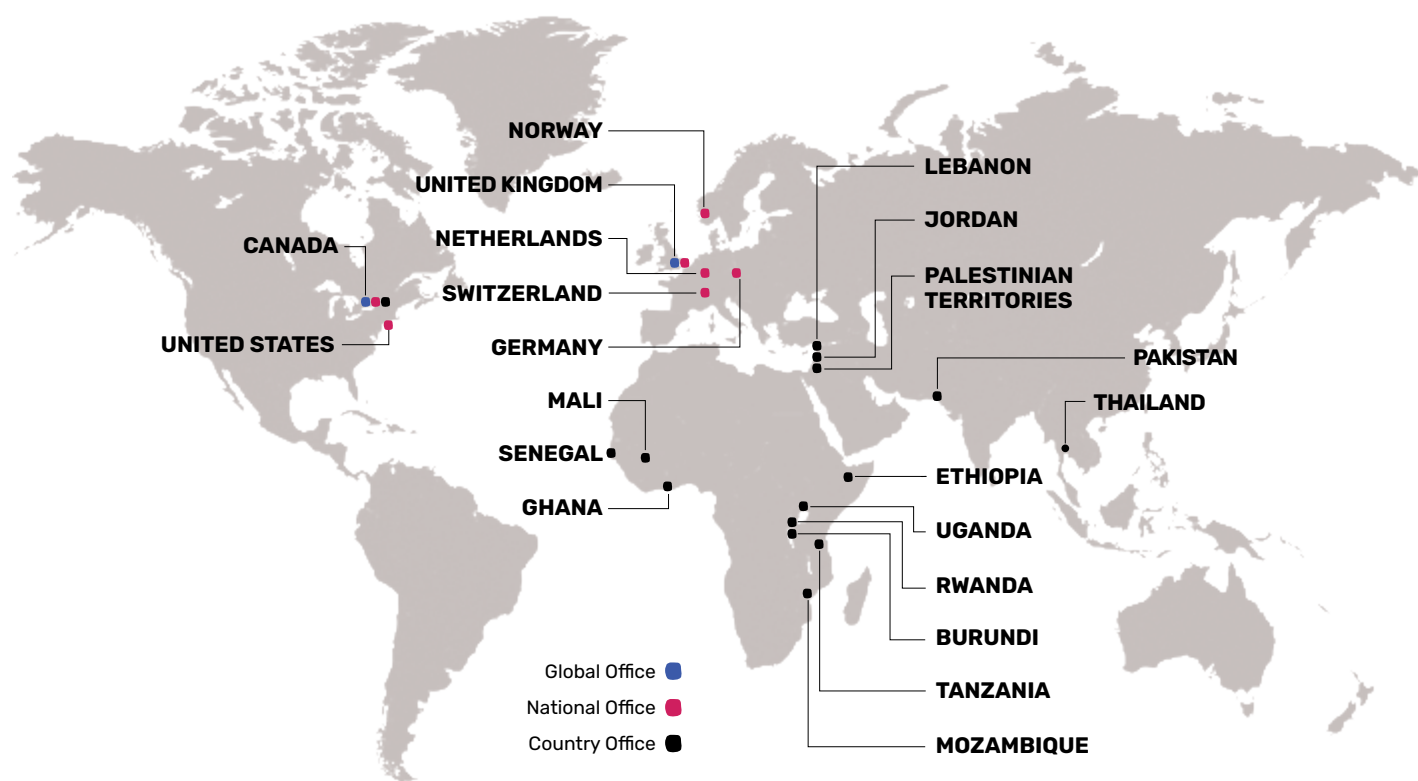 NORWAY
UNITED KINGDOM
NETHERLANDS
CANADA
SWITZERLAND
UNITED STATES
GERMANY
MALI
SENEGAL
GHANA
LEBANON
JORDAN
PALESTINIAN
TERRITORIES
PAKISTAN
THAILAND
ETHIOPIA
UGANDA
RWANDA
BURUNDI
TANZANIA
MOZAMBIQUE
Global Office
National Office
Country Office